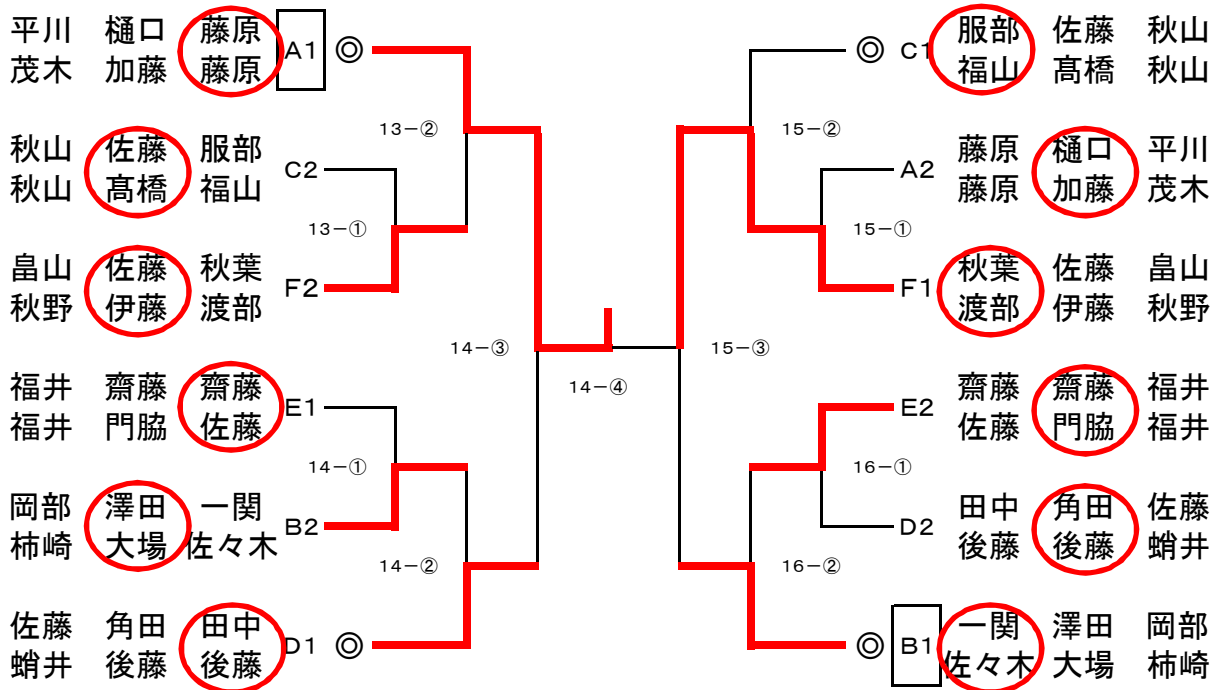 平川 樋口 藤原
茂木 加藤 藤原
A1 ◎
13-②
秋山 佐藤 服部
秋山 髙橋 福山
C2
13-①
畠山 佐藤 秋葉
秋野 伊藤 渡部
F2
14-③
福井 齋藤 齋藤
福井 門脇 佐藤
E1
14-①
岡部 澤田 一関
柿崎 大場 佐々木
B2
14-②
佐藤 角田 田中
蛸井 後藤 後藤
D1 ◎
14-④
◎ C1
服部 佐藤 秋山
福山 髙橋 秋山
15-②
A2
藤原 樋口 平川
藤原 加藤 茂木
15-①
F1
秋葉 佐藤 畠山
渡部 伊藤 秋野
15-③
E2
齋藤 齋藤 福井
佐藤 門脇 福井
16-①
D2
田中 角田 佐藤
後藤 後藤 蛸井
16-②
◎ B1
一関 澤田 岡部
佐々木 大場 柿崎